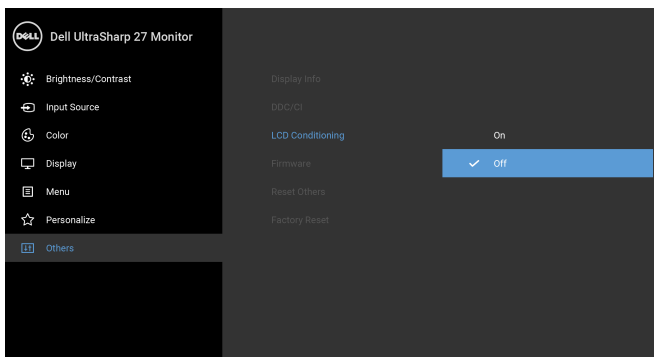 DELL Dell UltraSharp 27 Monitor
Brightness/Contrast
Display Info
Input Source
DDC/CI
Color
LCD Conditioning
On
Display
Firmware
Off
Menu
Reset Others
Personalize
Factory Reset
Others